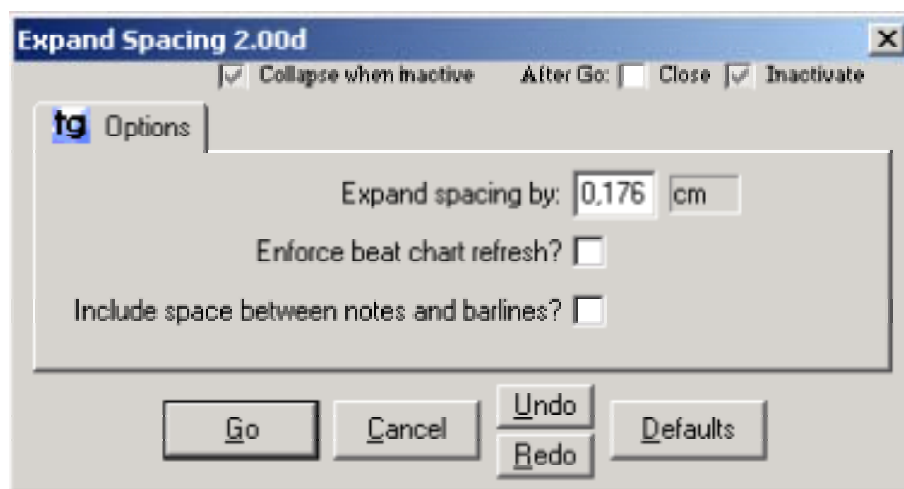 Expand Spacing 2.00d
Collapse when inactive After Go: Close Inactivate
tg Options
Expand spacing by: 0,176 cm
Enforce beat chart refresh?
Include space between notes and barlines?
Go Cancel Undo Defaults
Redo